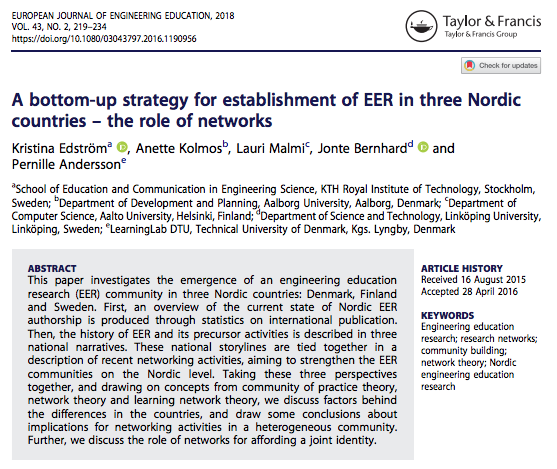 EUROPEAN JOURNAL OF ENGINEERING EDUCATION, 2018
VOL. 43, NO. 2, 219–234
https://doi.org/10.1080/03043797.2016.1190956
Taylor & Francis
Taylor & Francis Group
Check for updates
A bottom-up strategy for establishment of EER in three Nordic
countries – the role of networks
Kristina Edströmᵃ iD, Anette Kolmosᵇ, Lauri Malmiᶜ, Jonte Bernhardᵈ iD and
Pernille Anderssonᵉ
ᵃSchool of Education and Communication in Engineering Science, KTH Royal Institute of Technology, Stockholm,
Sweden; ᵇDepartment of Development and Planning, Aalborg University, Aalborg, Denmark; ᶜDepartment of
Computer Science, Aalto University, Helsinki, Finland; ᵈDepartment of Science and Technology, Linköping University,
Linköping, Sweden; ᵉLearningLab DTU, Technical University of Denmark, Kgs. Lyngby, Denmark
ABSTRACT
This paper investigates the emergence of an engineering education
research (EER) community in three Nordic countries: Denmark, Finland
and Sweden. First, an overview of the current state of Nordic EER
authorship is produced through statistics on international publication.
Then, the history of EER and its precursor activities is described in three
national narratives. These national storylines are tied together in a
description of recent networking activities, aiming to strengthen the EER
communities on the Nordic level. Taking these three perspectives
together, and drawing on concepts from community of practice theory,
network theory and learning network theory, we discuss factors behind
the differences in the countries, and draw some conclusions about
implications for networking activities in a heterogeneous community.
Further, we discuss the role of networks for affording a joint identity.
ARTICLE HISTORY
Received 16 August 2015
Accepted 28 April 2016
KEYWORDS
Engineering education
research; research networks;
community building;
network theory; Nordic
engineering education
research